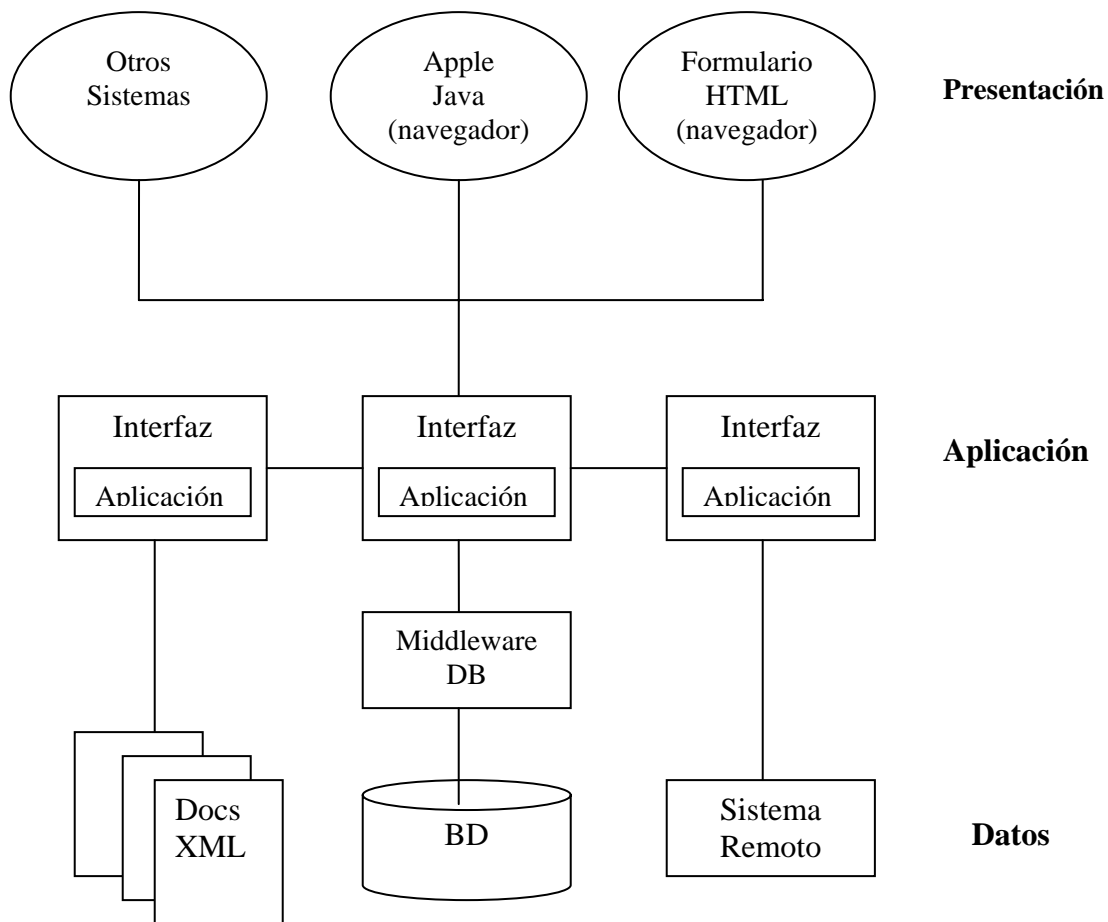 Otros
Sistemas
Apple
Java
(navegador)
Formulario
HTML
(navegador)
Presentación
Interfaz
Aplicación
Interfaz
Aplicación
Interfaz
Aplicación
Aplicación
Middleware
DB
Docs
XML
BD
Sistema
Remoto
Datos